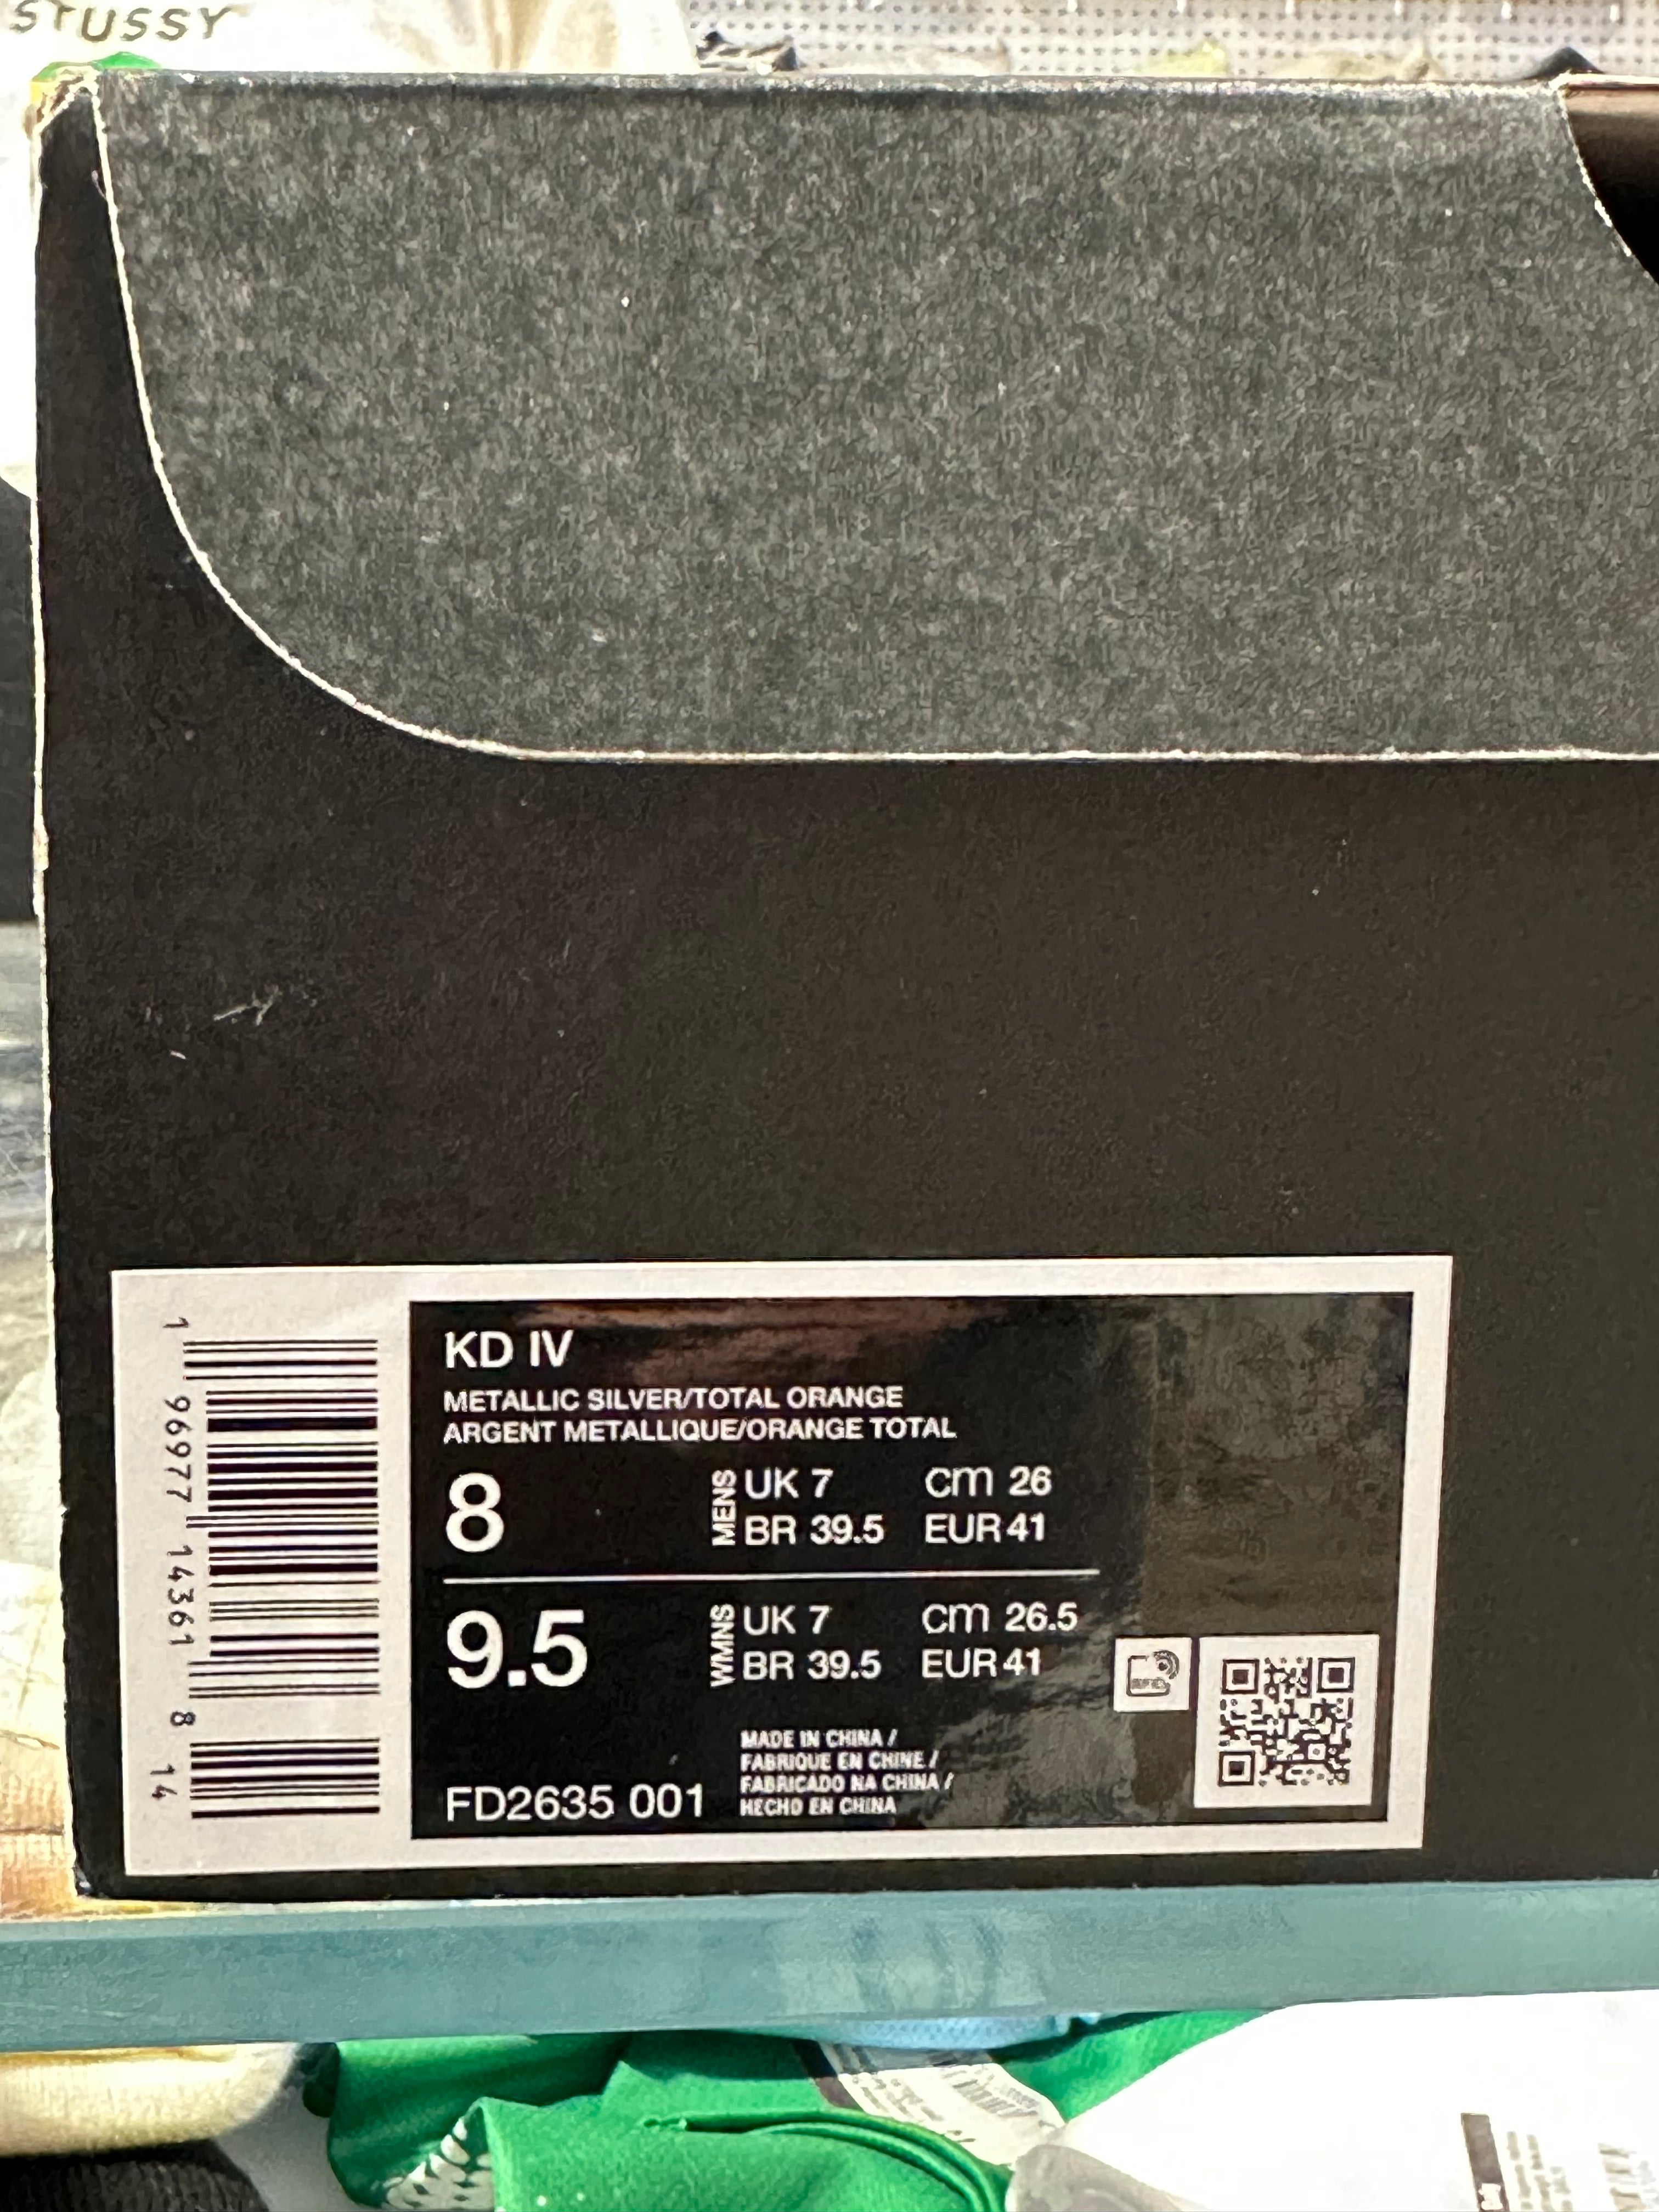 STUSSY
KD IV
METALLIC SILVER/TOTAL ORANGE
ARGENT METALLIQUE/ORANGE TOTAL
8 MENS UK 7 cm 26
BR 39.5 EUR 41
9.5 WMNS UK 7 cm 26.5
BR 39.5 EUR 41
MADE IN CHINA /
FABRIQUE EN CHINE /
FABRICADO NA CHINA /
HECHO EN CHINA
FD2635 001
1 96977 14361 8 14